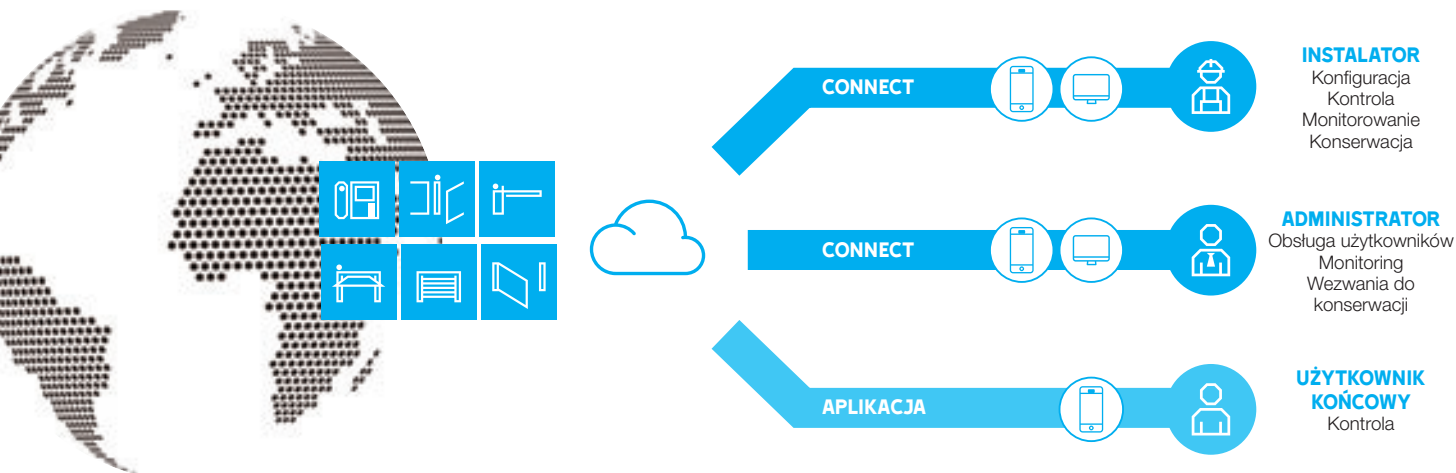 CONNECT
INSTALATOR
Konfiguracja
Kontrola
Monitorowanie
Konserwacja
CONNECT
ADMINISTRATOR
Obsługa użytkowników
Monitoring
Wezwania do
konserwacji
APLIKACJA
UŻYTKOWNIK
KOŃCOWY
Kontrola